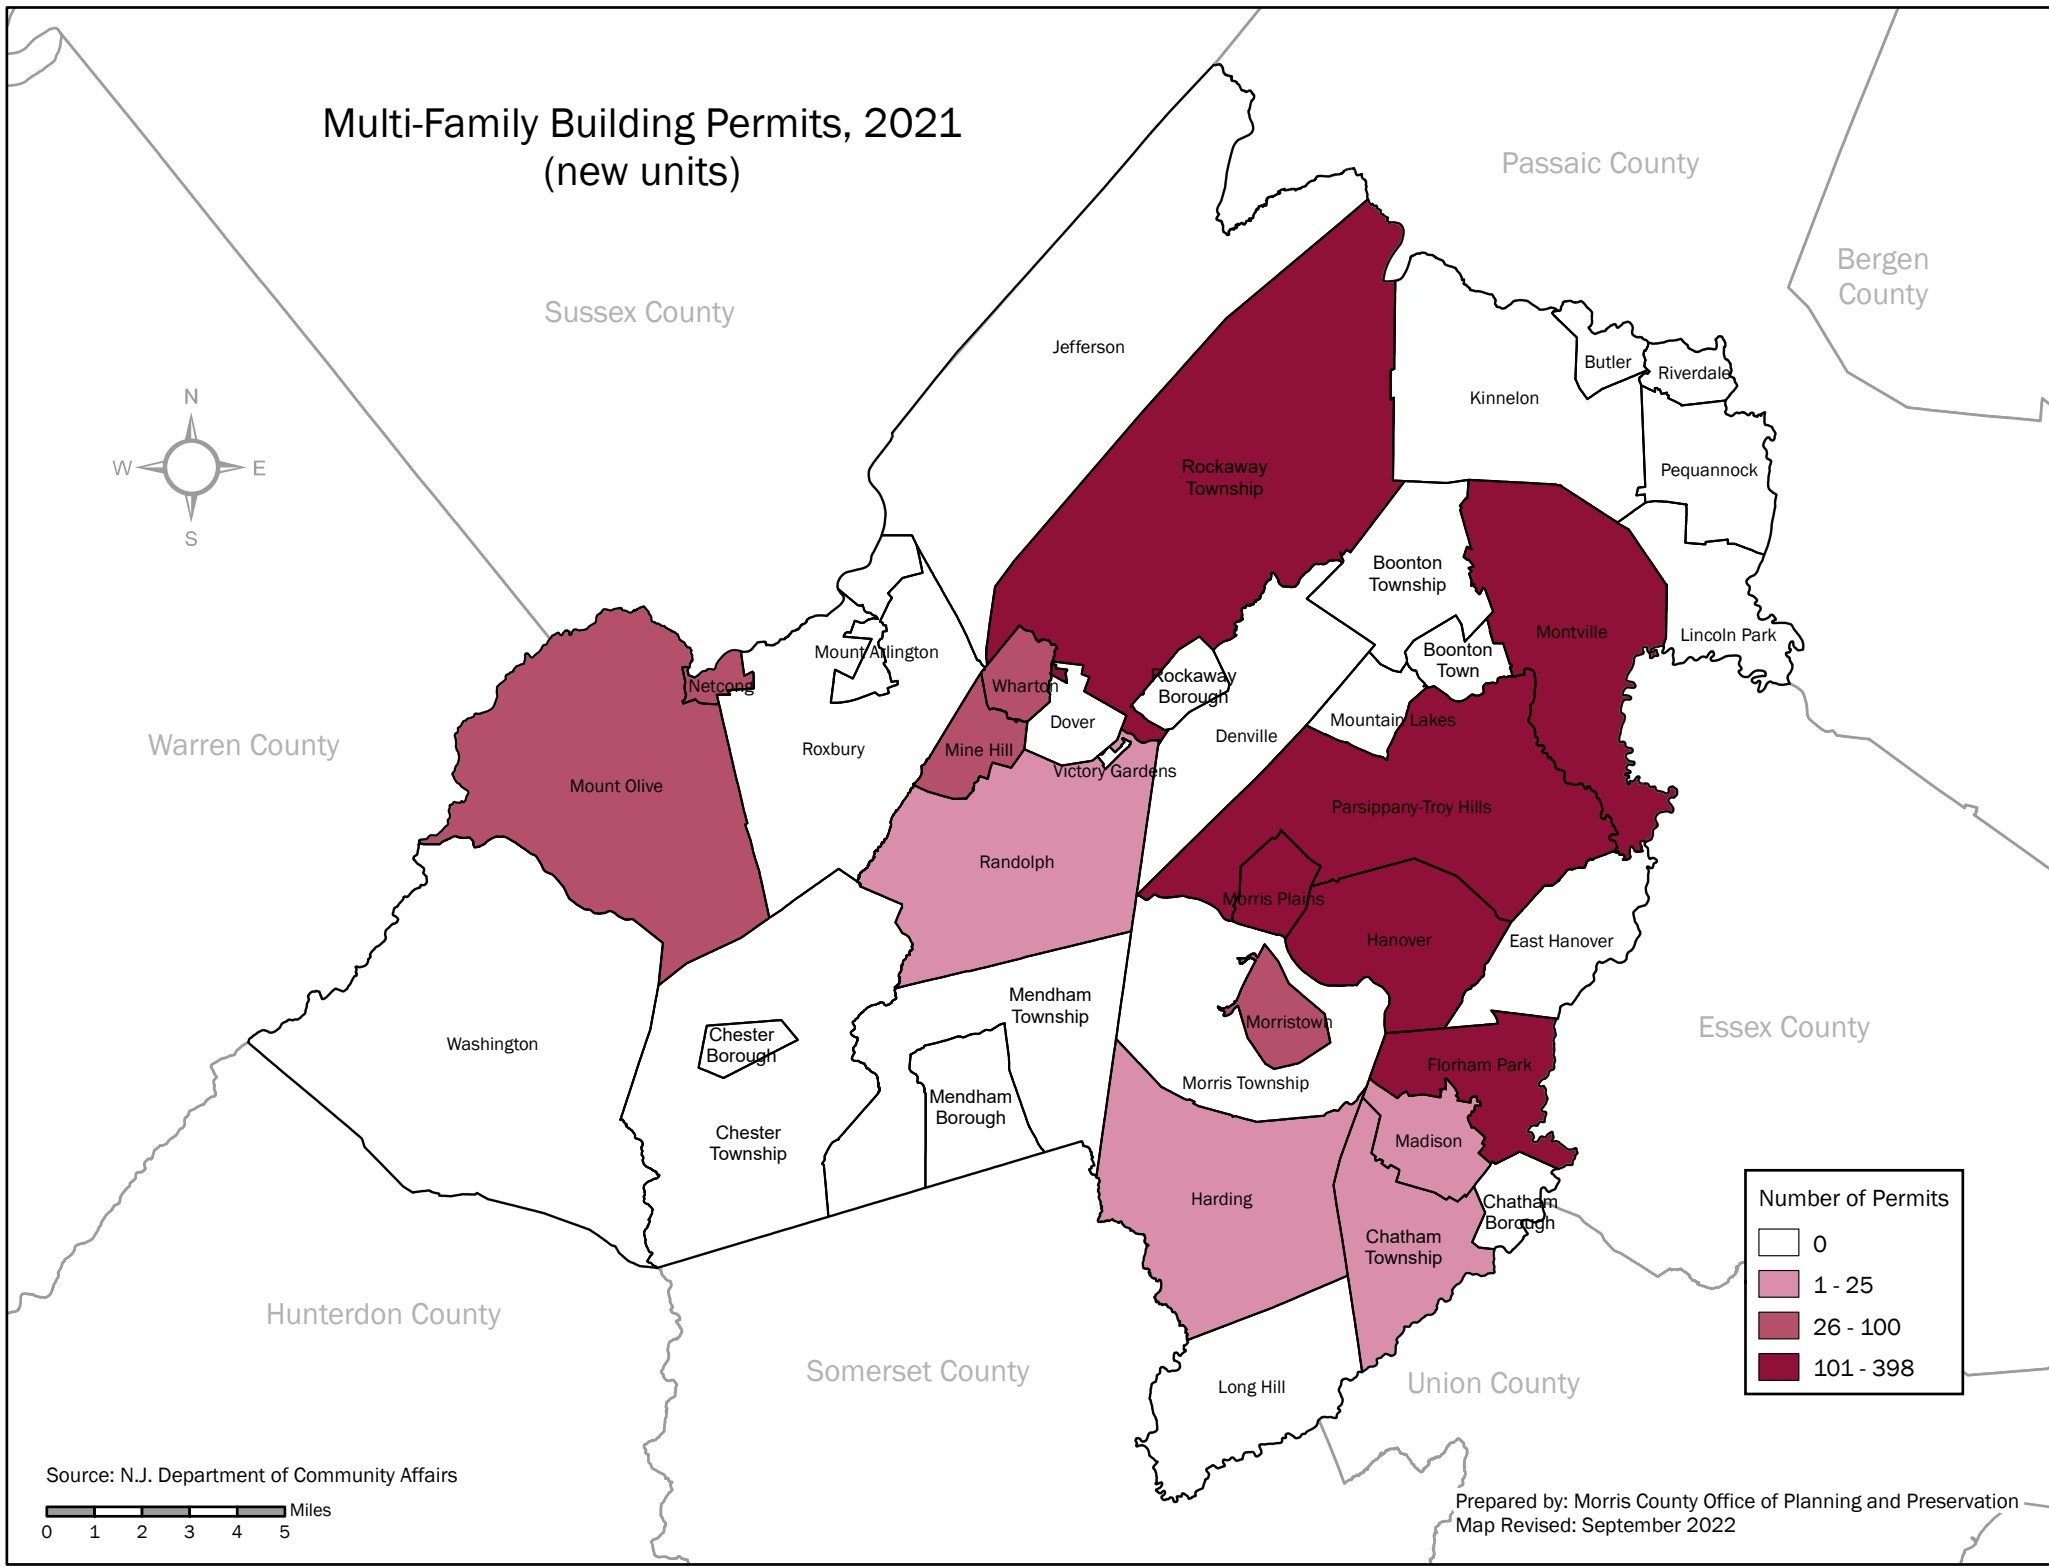 Multi-Family Building Permits, 2021
(new units)
Passaic County
Bergen
County
Sussex County
Jefferson
Butler
Riverdale
Kinnelon
N
W
E
S
Rockaway
Township
Pequannock
Boonton
Township
Montville
Lincoln Park
Mount Arlington
Boonton
Town
Netcong
Wharton
Rockaway
Borough
Dover
Mountain Lakes
Denville
Warren County
Roxbury
Mine Hill
Victory Gardens
Mount Olive
Parsippany-Troy Hills
Randolph
Morris Plains
Hanover
East Hanover
Mendham
Township
Morristown
Essex County
Washington
Chester
Borough
Florham Park
Morris Township
Mendham
Borough
Chester
Township
Madison
Harding
Chatham
Borough
Chatham
Township
Number of Permits
0
1 - 25
26 - 100
101 - 398
Hunterdon County
Somerset County
Long Hill
Union County
Source: N.J. Department of Community Affairs
Miles
0 1 2 3 4 5
Prepared by: Morris County Office of Planning and Preservation
Map Revised: September 2022